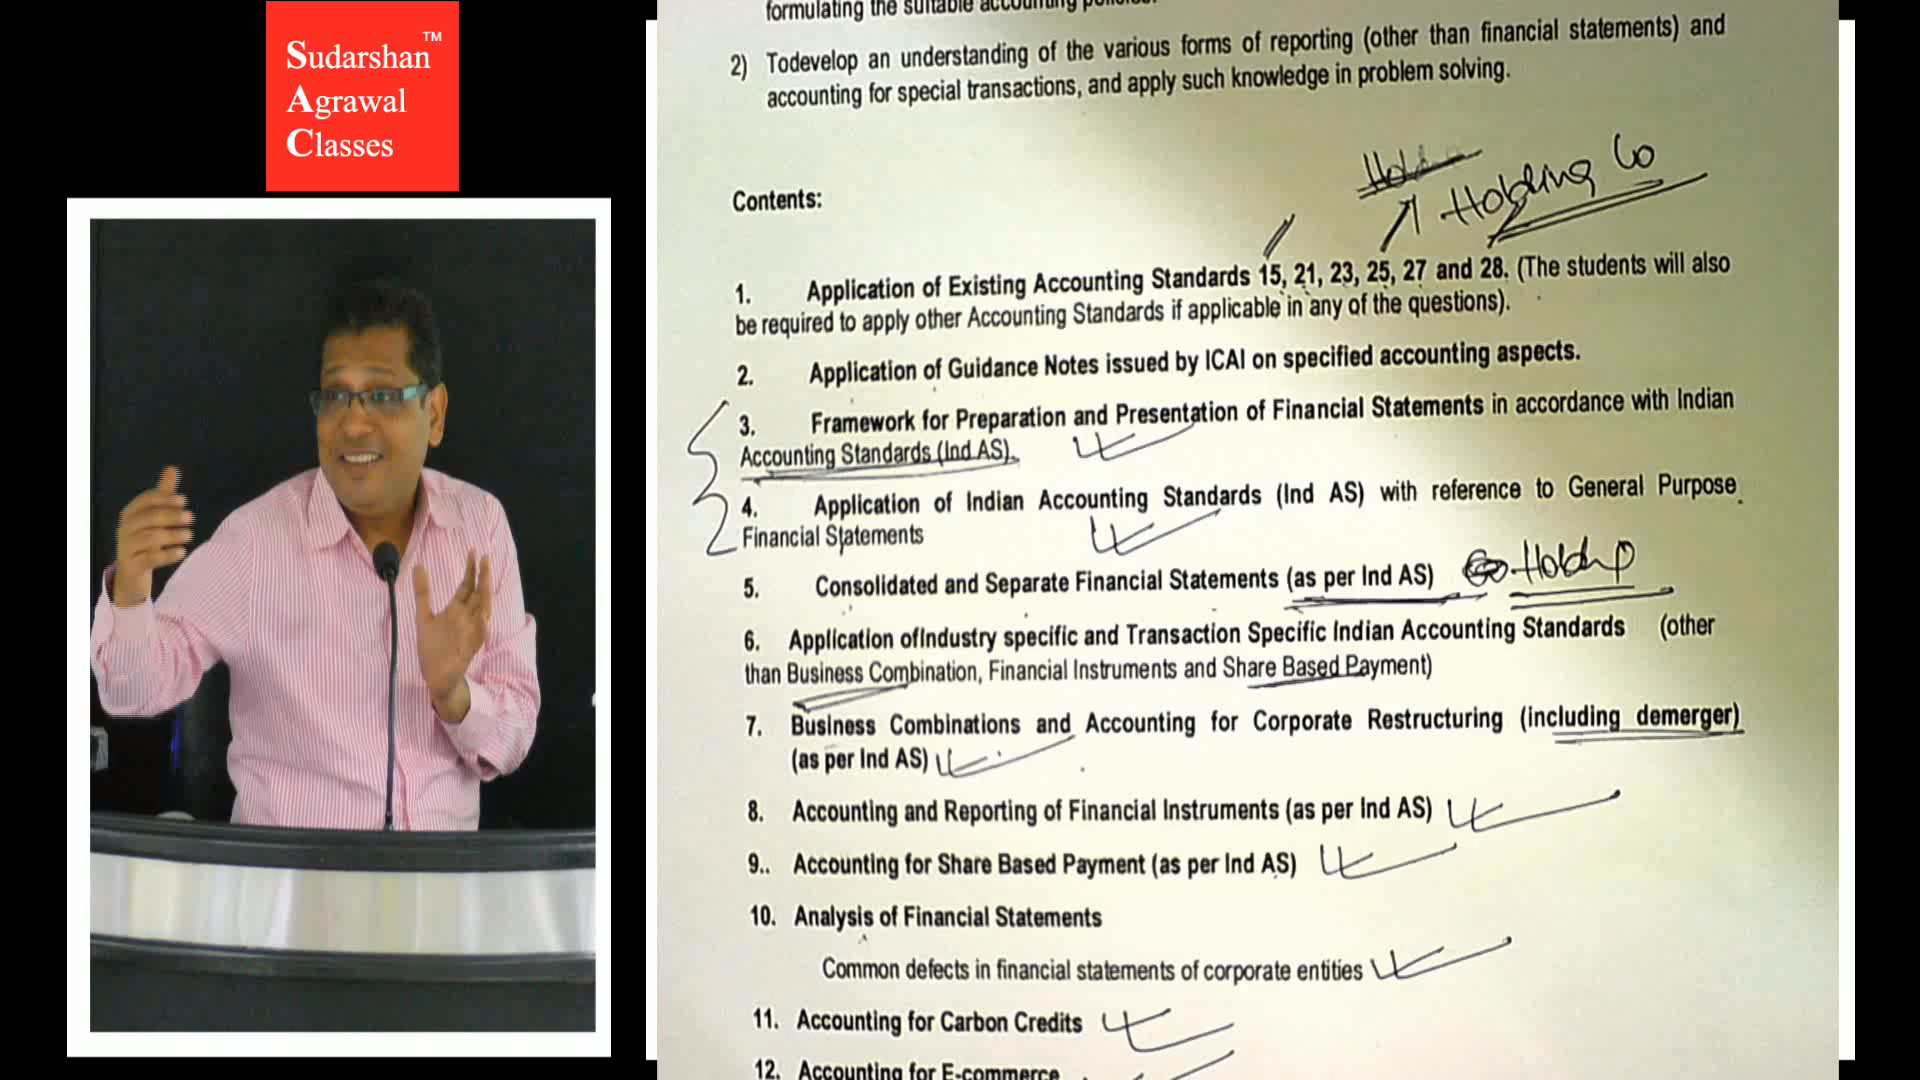 Sudarshan™
Agrawal
Classes
formulating the suitable accounting policies.
2) Todevelop an understanding of the various forms of reporting (other than financial statements) and
accounting for special transactions, and apply such knowledge in problem solving.
Holding Co
Contents:
1. Application of Existing Accounting Standards 15, 21, 23, 25, 27 and 28. (The students will also
be required to apply other Accounting Standards if applicable in any of the questions).
2. Application of Guidance Notes issued by ICAI on specified accounting aspects.
3. Framework for Preparation and Presentation of Financial Statements in accordance with Indian
Accounting Standards (Ind AS).
4. Application of Indian Accounting Standards (Ind AS) with reference to General Purpose
Financial Statements
5. Consolidated and Separate Financial Statements (as per Ind AS)
6. Application ofIndustry specific and Transaction Specific Indian Accounting Standards (other
than Business Combination, Financial Instruments and Share Based Payment)
7. Business Combinations and Accounting for Corporate Restructuring (including demerger)
(as per Ind AS)
8. Accounting and Reporting of Financial Instruments (as per Ind AS)
9.. Accounting for Share Based Payment (as per Ind AS)
10. Analysis of Financial Statements
Common defects in financial statements of corporate entities
11. Accounting for Carbon Credits
12. Accounting for E-commerce